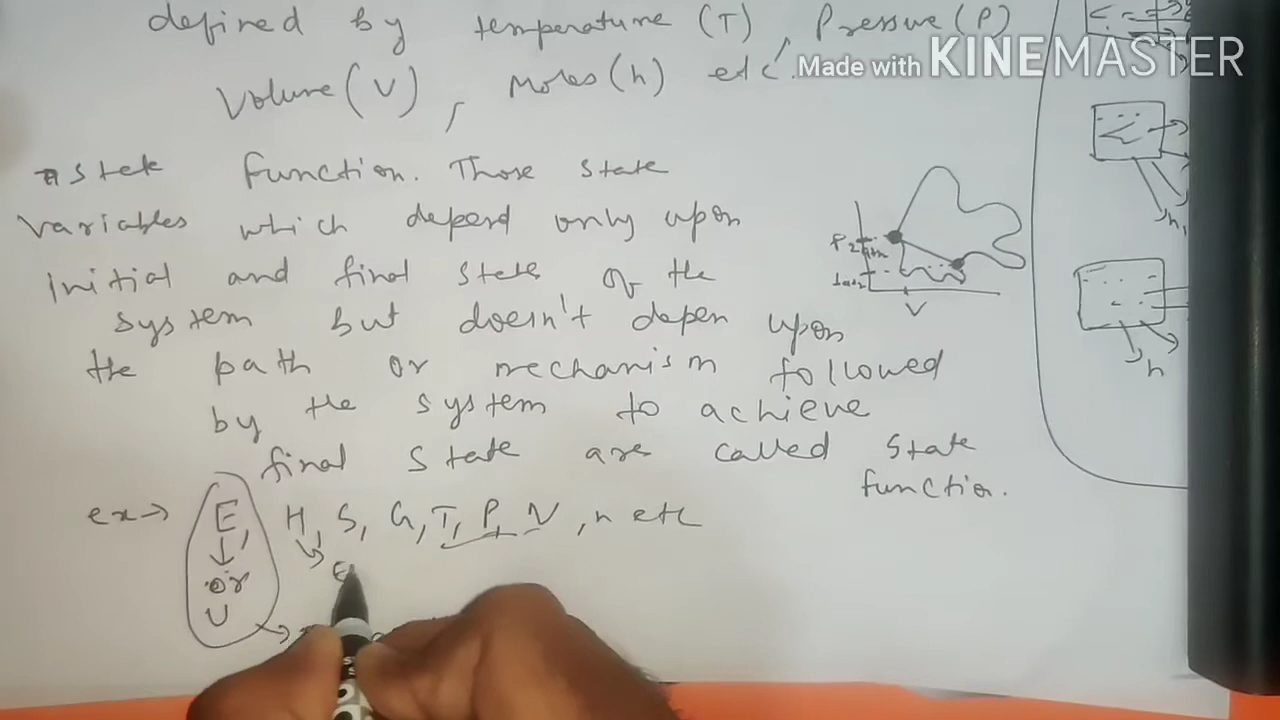 defined by temperature (T), Pressure (P)
Volume (V), Moles (n) etc.
Made with KINEMASTER
State function. Those state
variables which depend only upon
initial and final state of the
system but doesn't depen upon
the path or mechanism followed
by the system to achieve
final state are called state
function.
ex → E, H, S, G, T, P, V, n etc
or
U
P
V
n
n